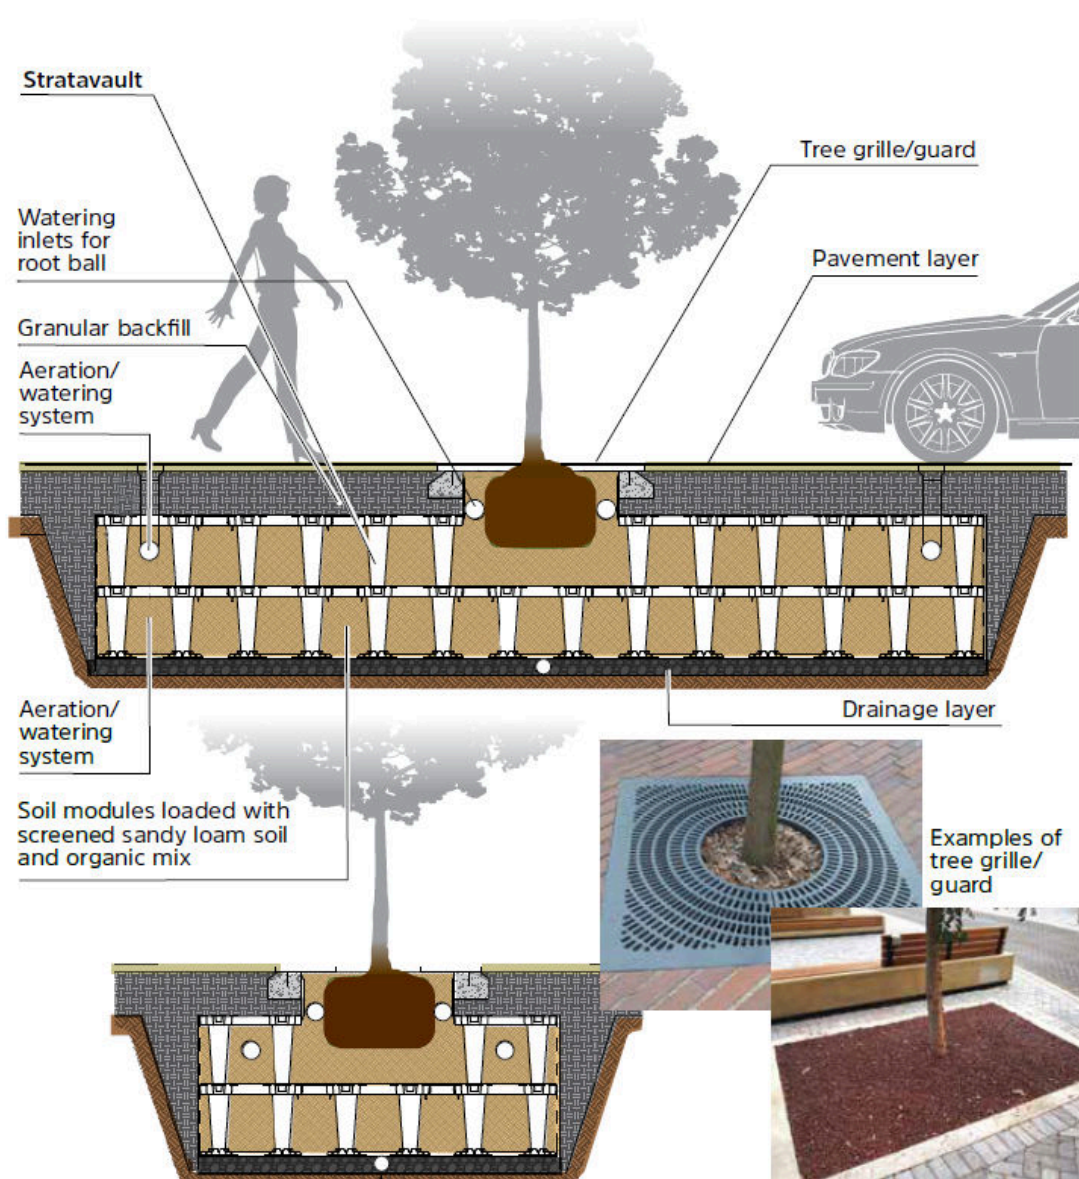 Stratavault
Tree grille/guard
Watering
inlets for
root ball
Pavement layer
Granular backfill
Aeration/
watering
system
Aeration/
watering
system
Drainage layer
Soil modules loaded with
screened sandy loam soil
and organic mix
Examples of
tree grille/
guard